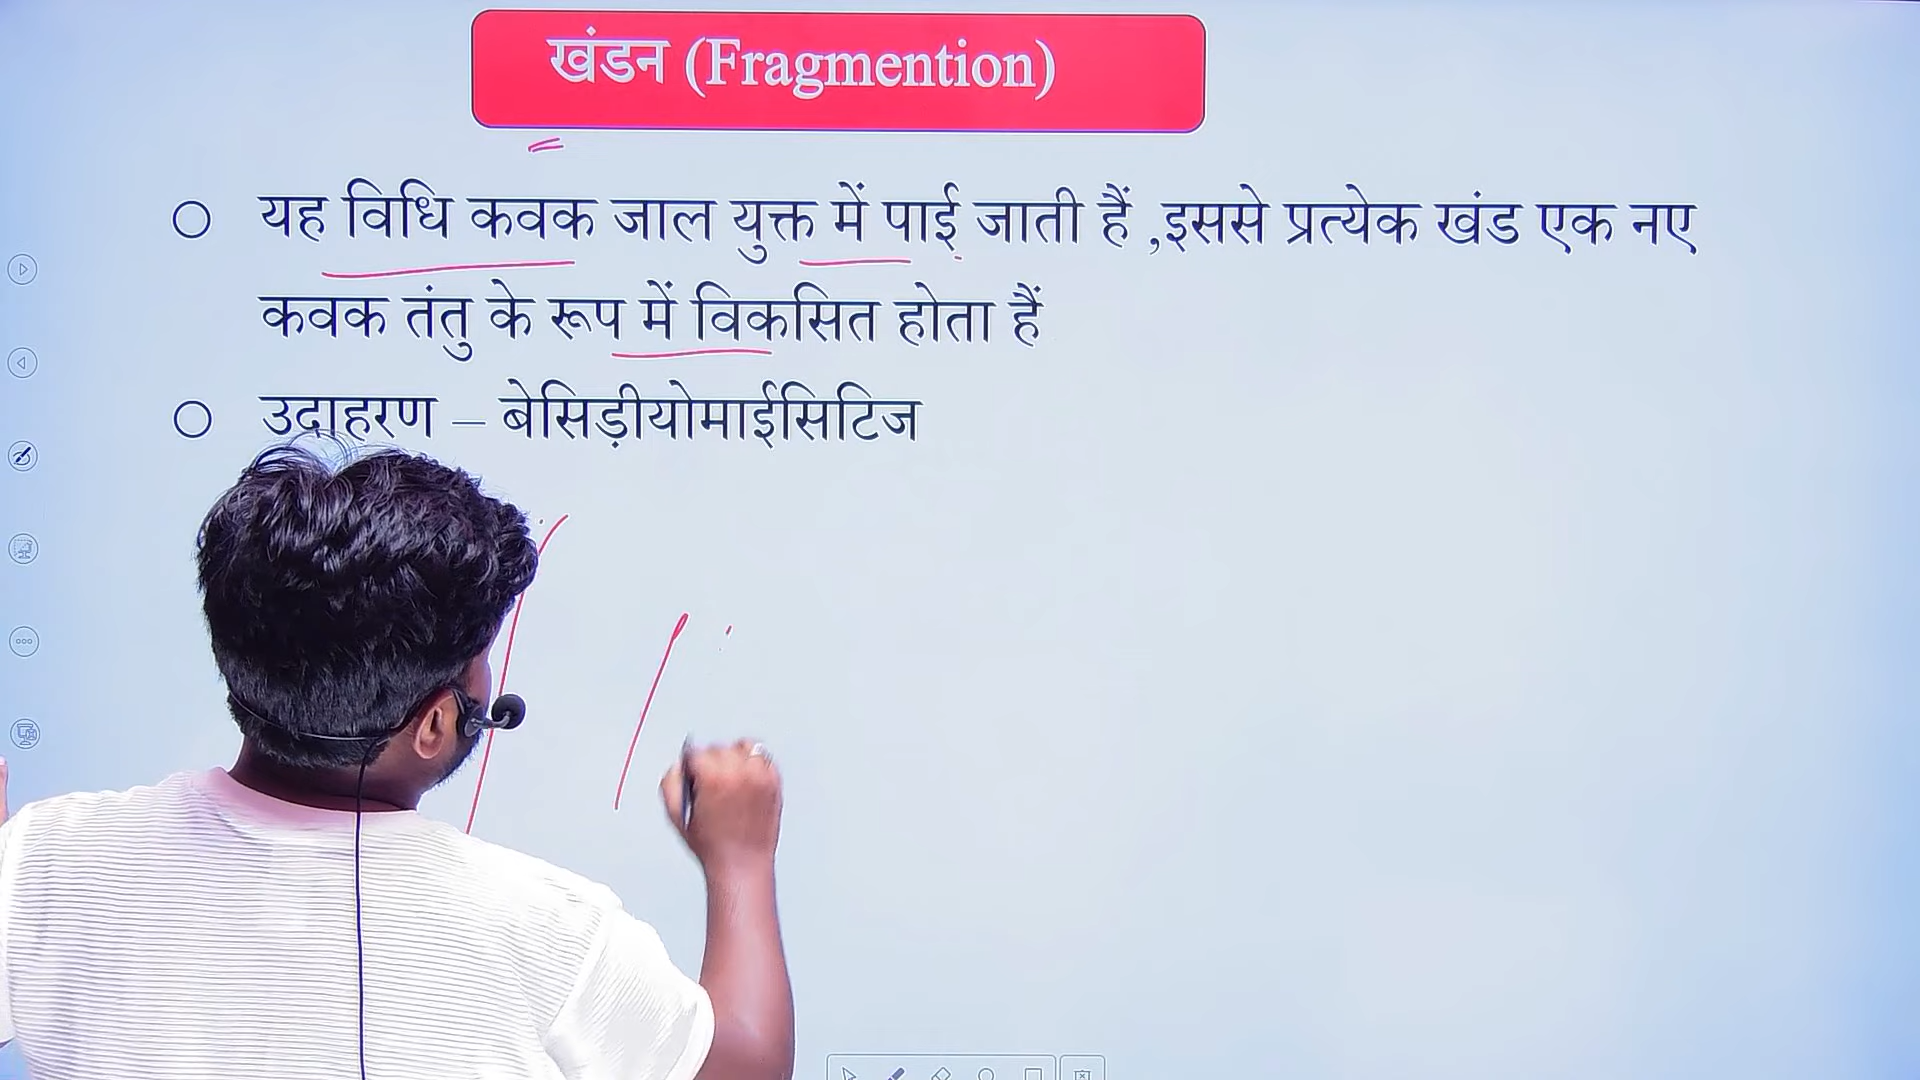 खंडन (Fragmention)
यह विधि कवक जाल युक्त में पाई जाती हैं ,इससे प्रत्येक खंड एक नए
कवक तंतु के रूप में विकसित होता हैं
उदाहरण – बेसिड़ीयोमाईसिटिज